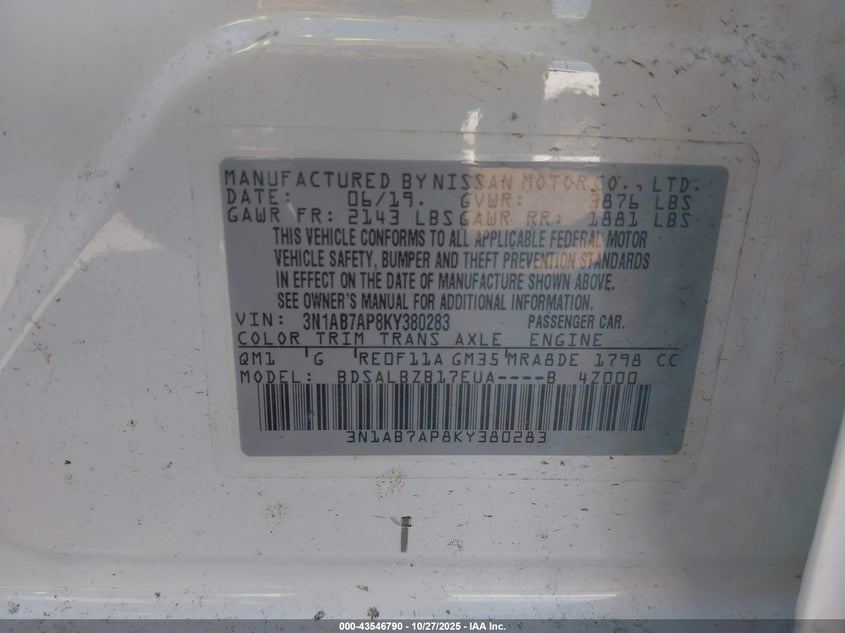 MANUFACTURED BY NISSAN MOTOR CO., LTD.
DATE: 06/19. GVWR: 3876 LBS
GAWR FR: 2143 LBS GAWR RR: 1881 LBS
THIS VEHICLE CONFORMS TO ALL APPLICABLE FEDERAL MOTOR
VEHICLE SAFETY, BUMPER AND THEFT PREVENTION STANDARDS
IN EFFECT ON THE DATE OF MANUFACTURE SHOWN ABOVE.
SEE OWNER'S MANUAL FOR ADDITIONAL INFORMATION.
VIN: 3N1AB7AP8KY380283 PASSENGER CAR.
COLOR TRIM TRANS AXLE ENGINE
QM1 G RE0F11A GM35 MRA8DE 1798 CC
MODEL: BDSALBZB17EUA----B 4Z000
3N1AB7AP8KY380283
000-43546790 - 10/27/2025 - IAA Inc.